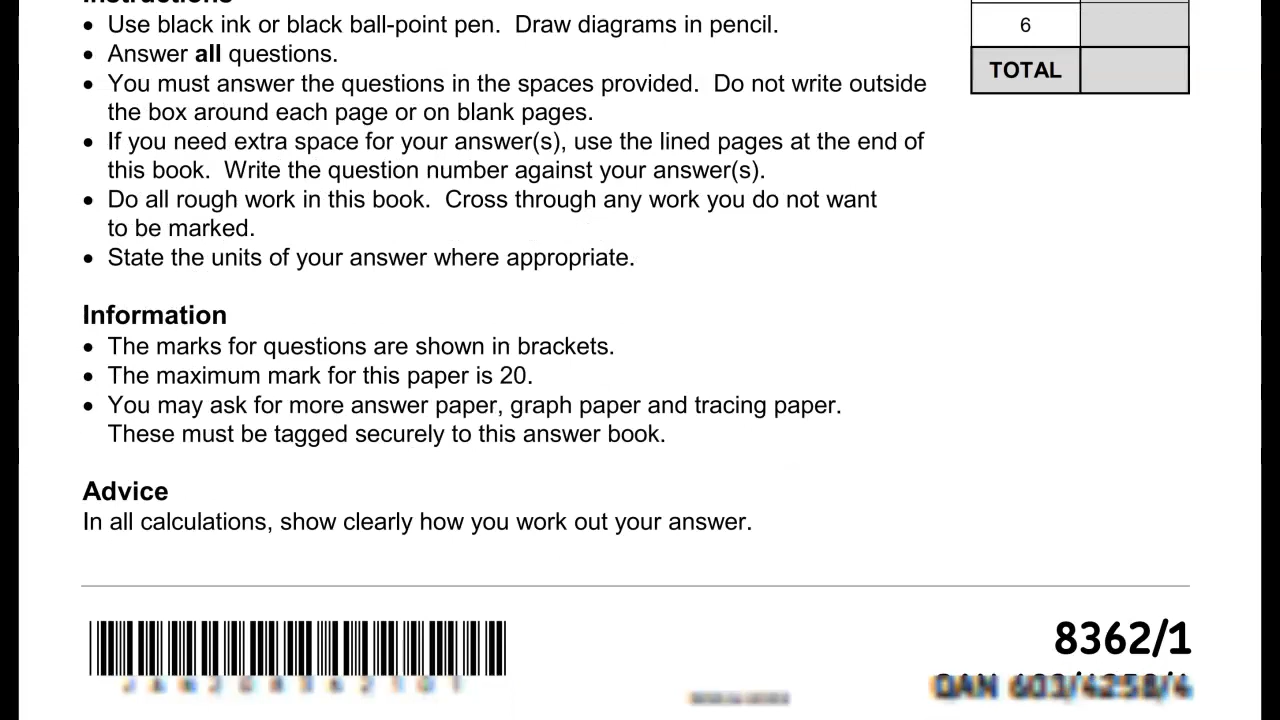 Instructions
• Use black ink or black ball-point pen.  Draw diagrams in pencil.
• Answer all questions.
• You must answer the questions in the spaces provided.  Do not write outside
the box around each page or on blank pages.
• If you need extra space for your answer(s), use the lined pages at the end of
this book.  Write the question number against your answer(s).
• Do all rough work in this book.  Cross through any work you do not want
to be marked.
• State the units of your answer where appropriate.
6
TOTAL
Information
• The marks for questions are shown in brackets.
• The maximum mark for this paper is 20.
• You may ask for more answer paper, graph paper and tracing paper.
These must be tagged securely to this answer book.
Advice
In all calculations, show clearly how you work out your answer.
8362/1
QAN 603/4258/4